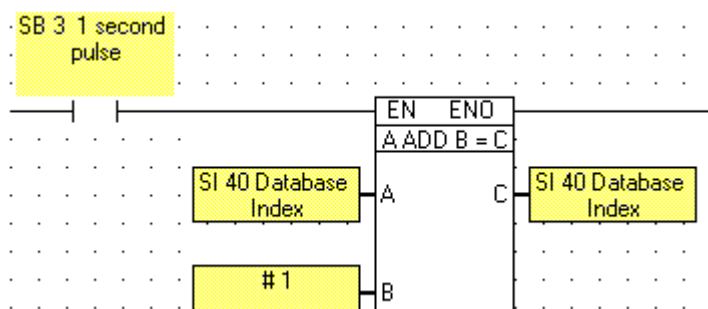 SB 3 1 second
pulse
EN ENO
A ADD B = C
SI 40 Database
Index
A
C
SI 40 Database
Index
# 1
B